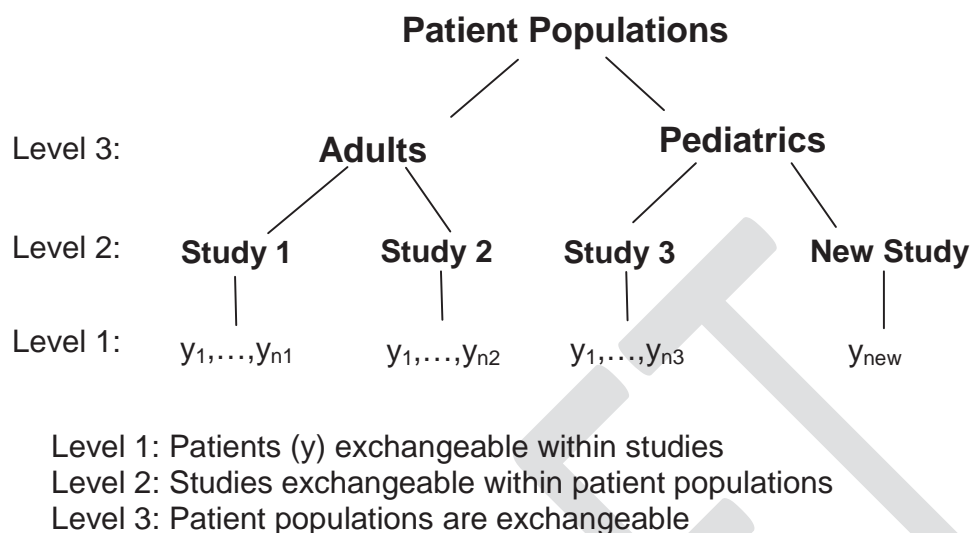 Patient Populations
Level 3: Adults Pediatrics
Level 2: Study 1 Study 2 Study 3 New Study
Level 1: y1,…,yn1 y1,…,yn2 y1,…,yn3 ynew
Level 1: Patients (y) exchangeable within studies
Level 2: Studies exchangeable within patient populations
Level 3: Patient populations are exchangeable